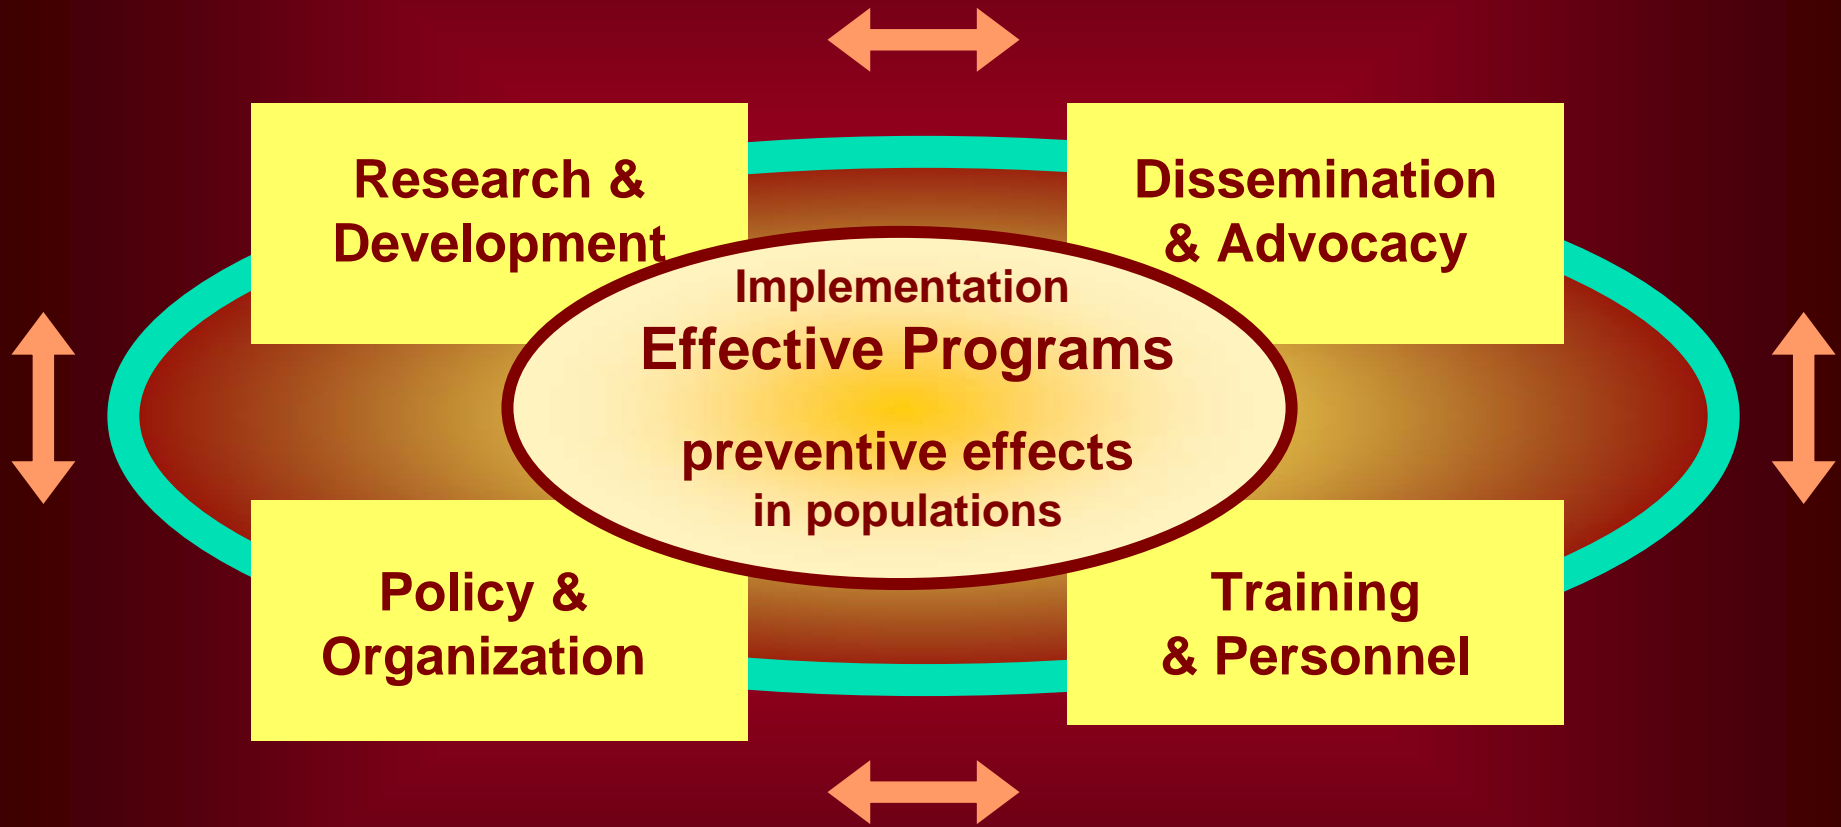 Research &
Development
Dissemination
& Advocacy
Implementation
Effective Programs
preventive effects
in populations
Policy &
Organization
Training
& Personnel